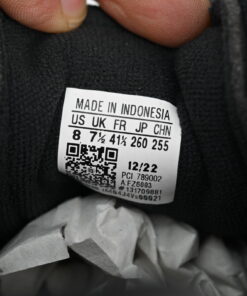 MADE IN INDONESIA
US UK FR JP CHN
8 7½ 41⅓ 260 255
12/22
PCI 789002
#131709881